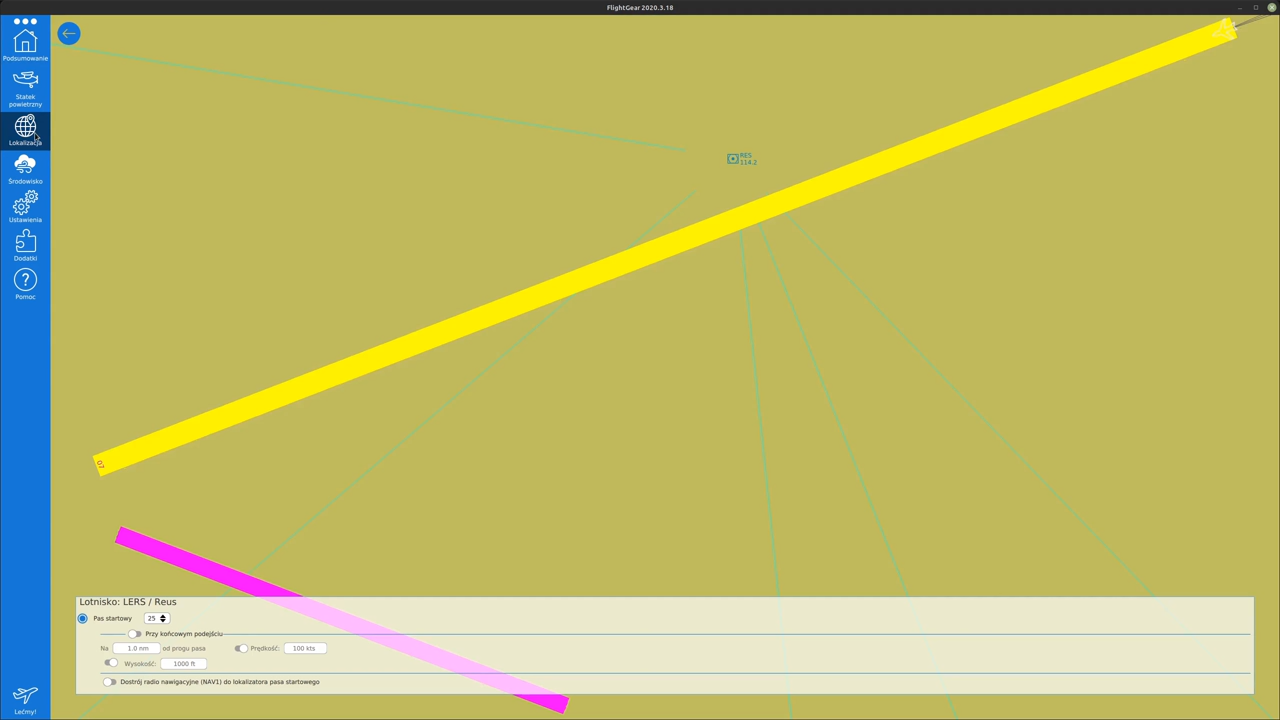 FlightGear 2020.3.18
Podsumowanie
Statek
powietrzny
Lokalizacja
Środowisko
Ustawienia
Dodatki
Pomoc
Lećmy!
RES
114.2
07
Lotnisko: LERS / Reus
Pas startowy 25
Przy końcowym podejściu
Na 1.0 nm od progu pasa Prędkość: 100 kts
Wysokość: 1000 ft
Dostrój radio nawigacyjne (NAV1) do lokalizatora pasa startowego